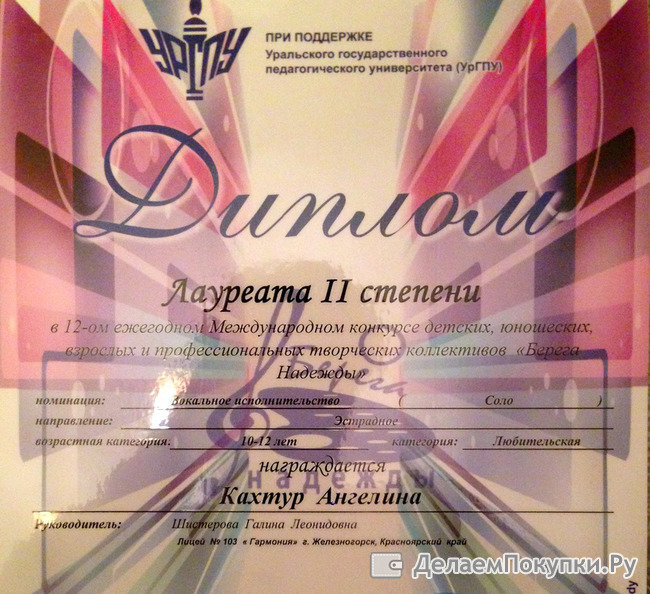 УРГПУ
ПРИ ПОДДЕРЖКЕ
Уральского государственного
педагогического университета (УрГПУ)
Диплом
Лауреата II степени
в 12-ом ежегодном Международном конкурсе детских, юношеских,
взрослых и профессиональных творческих коллективов «Берега
Надежды»
Берега
номинация: Вокальное исполнительство ( Соло )
направление: Эстрадное
возрастная категория: 10-12 лет категория: Любительская
награждается
надежды
Кахтур Ангелина
Руководитель: Шистерова Галина Леонидовна
Лицей № 103 « Гармония» г. Железногорск, Красноярский край
ДелаемПокупки.Ру